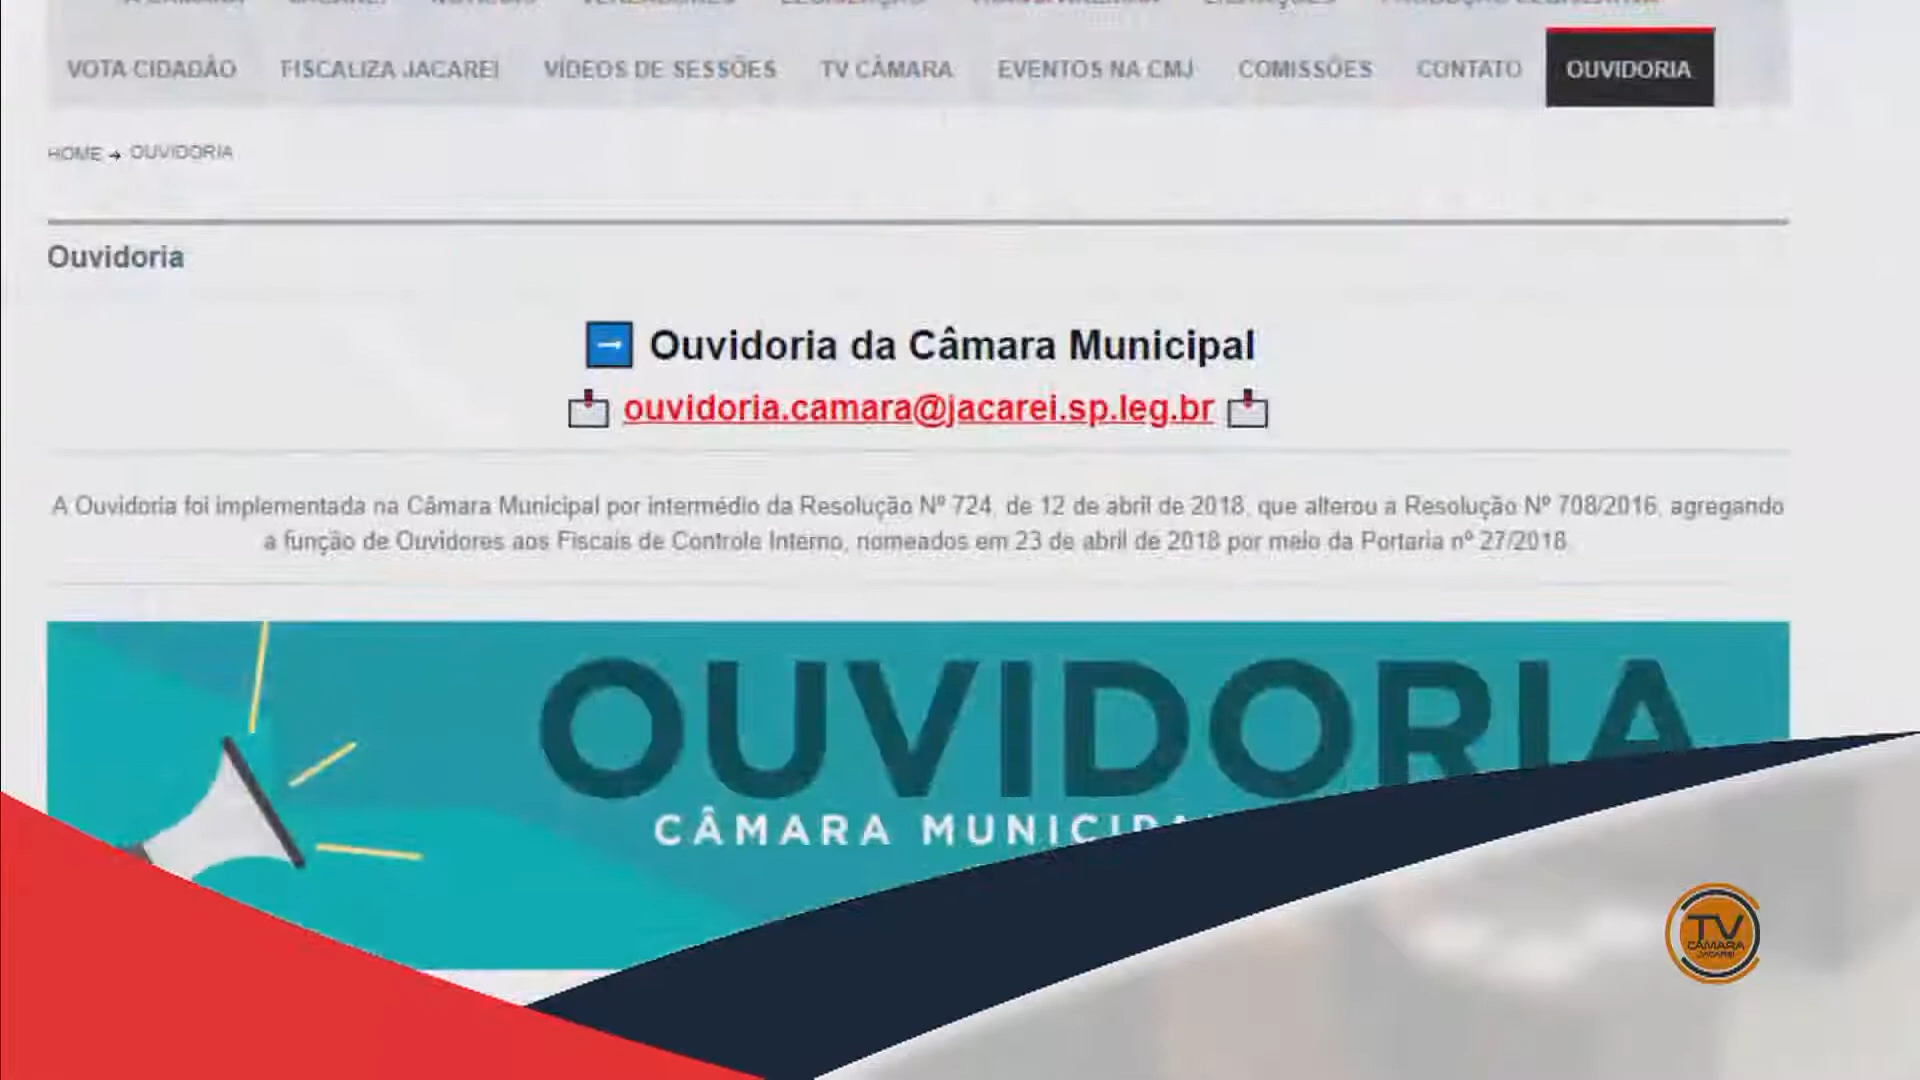 VOTA CIDADÃO FISCALIZA JACAREÍ VÍDEOS DE SESSÕES TV CÂMARA EVENTOS NA CMJ COMISSÕES CONTATO OUVIDORIA
HOME → OUVIDORIA
Ouvidoria
→ Ouvidoria da Câmara Municipal
ouvidoria.camara@jacarei.sp.leg.br
A Ouvidoria foi implementada na Câmara Municipal por intermédio da Resolução Nº 724, de 12 de abril de 2018, que alterou a Resolução Nº 708/2016, agregando
a função de Ouvidores aos Fiscais de Controle Interno, nomeados em 23 de abril de 2018 por meio da Portaria nº 27/2018.
OUVIDORIA
CÂMARA MUNICIPA
TV
CÂMARA
JACAREÍ